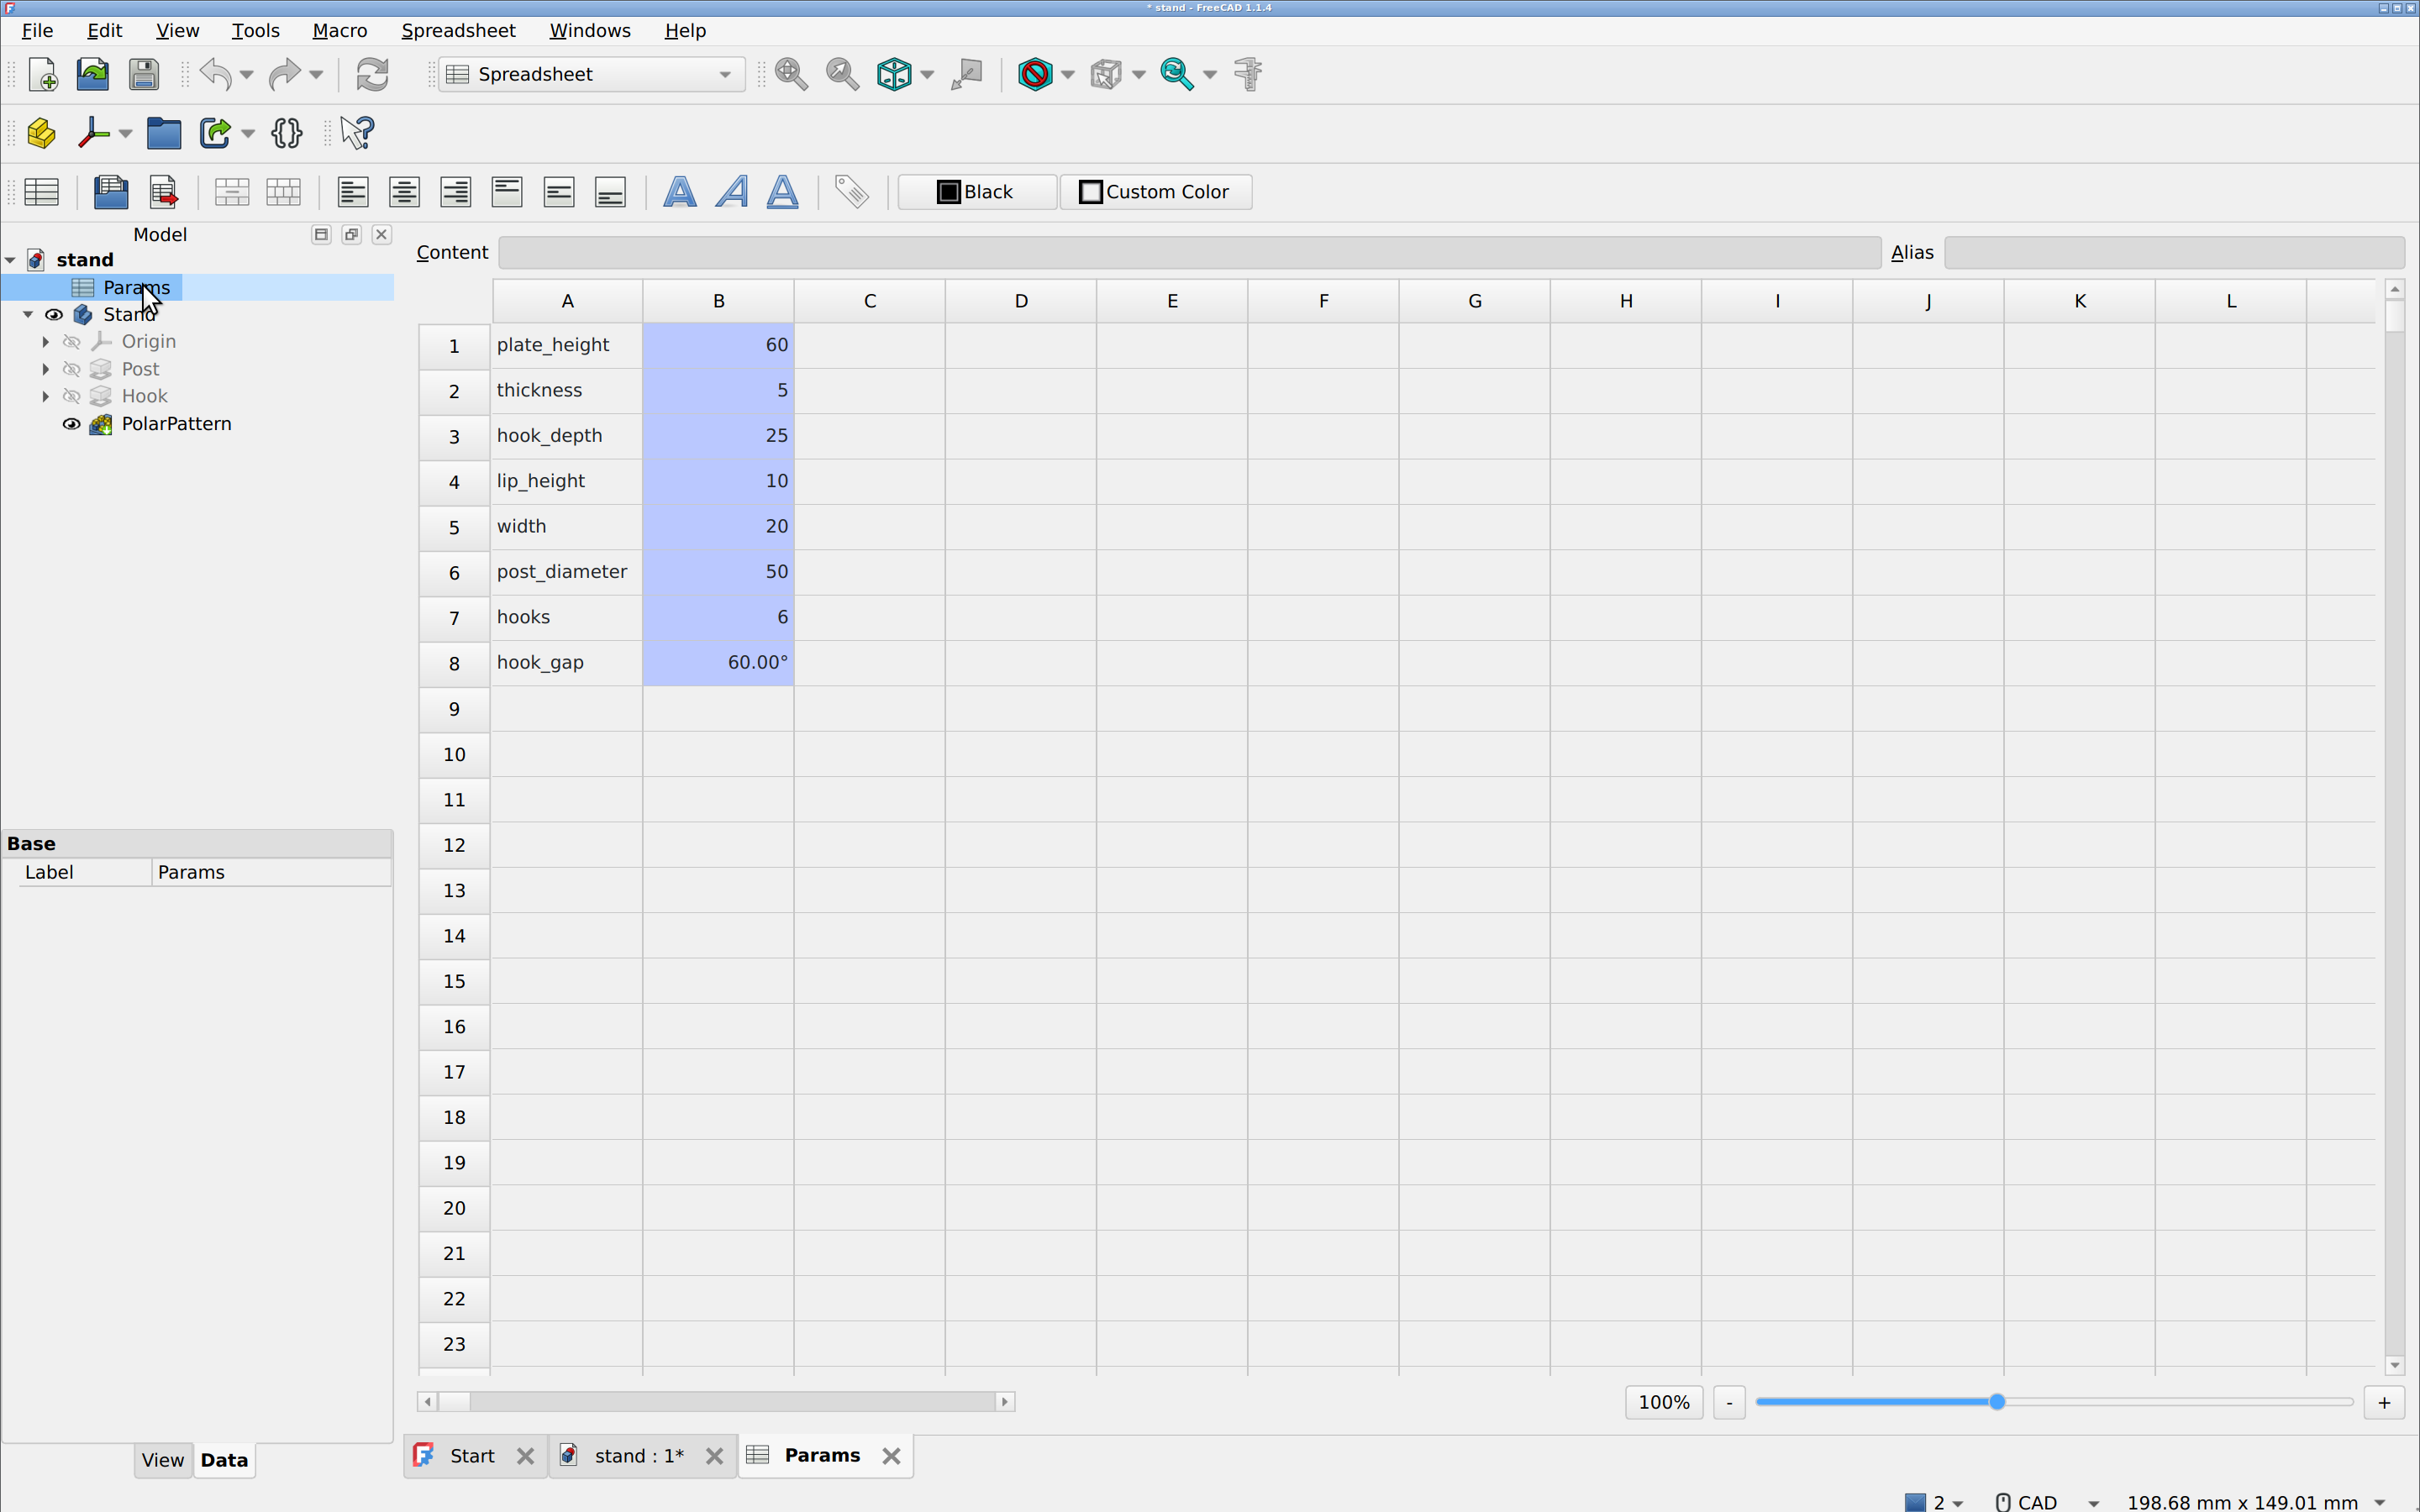 * stand - FreeCAD 1.1.4
File Edit View Tools Macro Spreadsheet Windows Help
Spreadsheet
Black Custom Color
Model
stand
Params
Stand
Origin
Post
Hook
PolarPattern
Base
Label Params
View Data
Content Alias
A B C D E F G H I J K L
1 plate_height 60
2 thickness 5
3 hook_depth 25
4 lip_height 10
5 width 20
6 post_diameter 50
7 hooks 6
8 hook_gap 60.00°
9
10
11
12
13
14
15
16
17
18
19
20
21
22
23
100% - +
Start stand : 1* Params
2 CAD 198.68 mm x 149.01 mm